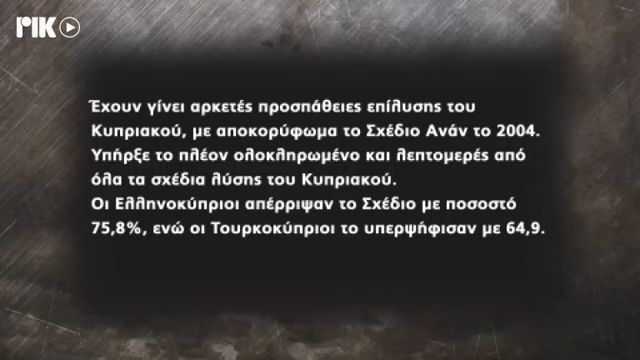 ΡΙΚ
Έχουν γίνει αρκετές προσπάθειες επίλυσης του
Κυπριακού, με αποκορύφωμα το Σχέδιο Ανάν το 2004.
Υπήρξε το πλέον ολοκληρωμένο και λεπτομερές από
όλα τα σχέδια λύσης του Κυπριακού.
Οι Ελληνοκύπριοι απέρριψαν το Σχέδιο με ποσοστό
75,8%, ενώ οι Τουρκοκύπριοι το υπερψήφισαν με 64,9.